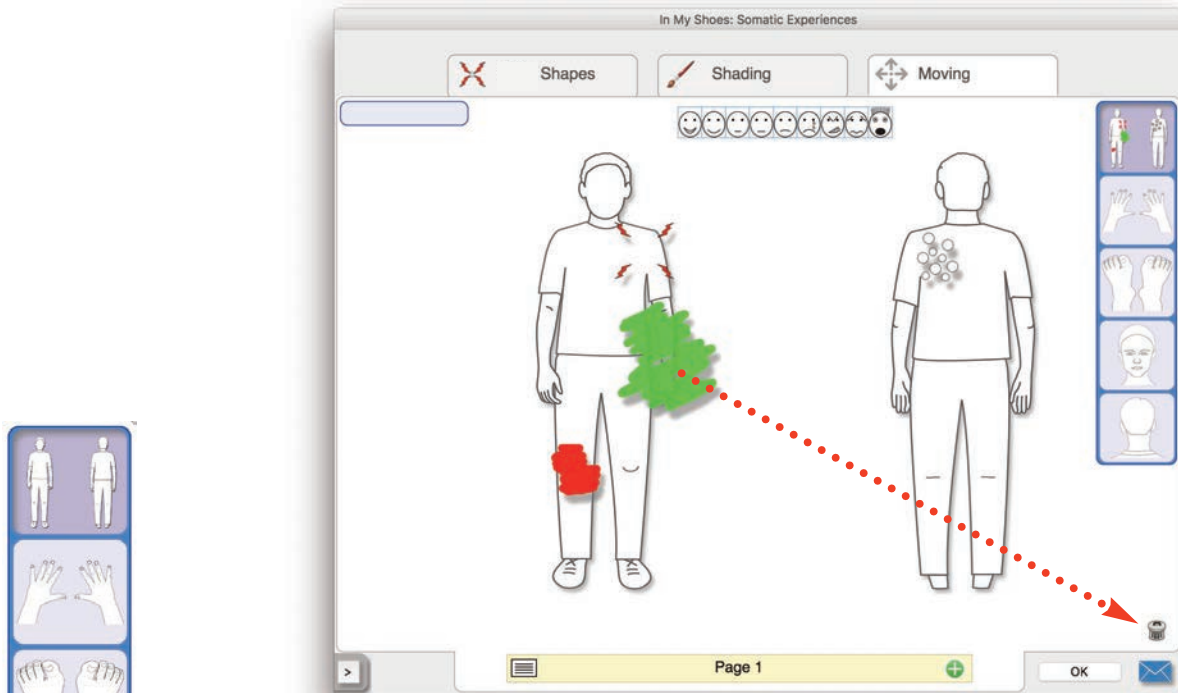 In My Shoes: Somatic Experiences
Shapes
Shading
Moving
>
Page 1
OK